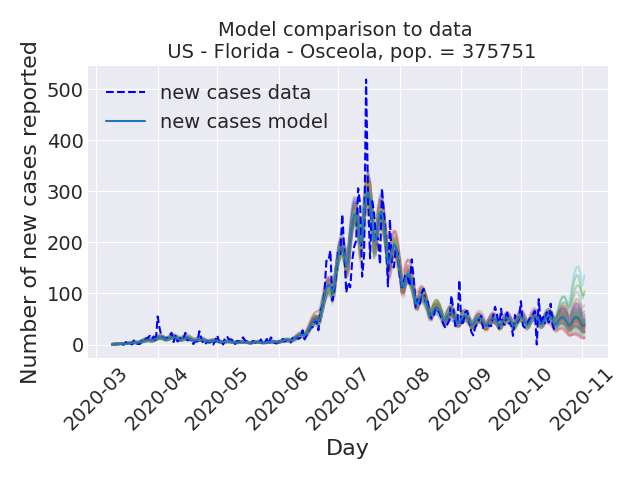 Model comparison to data
US - Florida - Osceola, pop. = 375751
Number of new cases reported
500
400
300
200
100
0
new cases data
new cases model
2020-03
2020-04
2020-05
2020-06
2020-07
2020-08
2020-09
2020-10
2020-11
Day